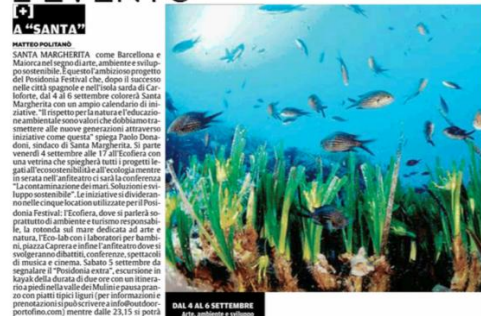 A "SANTA"
MATTEO POLITANÒ
SANTA MARGHERITA come Barcellona e
Maiorca nel segno di arte, ambiente e svilup-
po sostenibile. È questo l'ambizioso progetto
del Posidonia Festival che, dopo il successo
nelle città spagnole e nell'isola sarda di Car-
loforte, dal 4 al 6 settembre colorerà Santa
Margherita con un ampio calendario di ini-
ziative. "Il rispetto per la natura e l'educazio-
ne ambientale sono valori che dobbiamo tra-
smettere alle nuove generazioni attraverso
iniziative come questa" spiega Paolo Dona-
doni, sindaco di Santa Margherita. Si parte
venerdì 4 settembre alle 17 all'Ecofiera con
una vetrina che spiegherà tutti i progetti le-
gati all'ecosostenibilità e all'ecologia mentre
in serata nell'anfiteatro ci sarà la conferenza
"La contaminazione dei mari. Soluzioni e svi-
luppo sostenibile". Le iniziative si divideran-
no nelle cinque location utilizzate per il Posi-
donia Festival: l'Ecofiera, dove si parlerà so-
prattutto di ambiente e turismo responsabi-
le, la rotonda sul mare dedicata ad arte e
natura, l'Eco-lab con i laboratori per bambi-
ni, piazza Caprera e infine l'anfiteatro dove si
svolgeranno dibattiti, conferenze, spettacoli
di musica e cinema. Sabato 5 settembre da
segnalare il "Posidonia extra", escursione in
kayak della durata di due ore con un itinera-
rio a piedi nella valle dei Mulini e pausa pran-
zo con piatti tipici liguri (per informazioni e
prenotazioni si può scrivere a info@outdoor-
portofino.com) mentre dalle 23,15 si potrà
DAL 4 AL 6 SETTEMBRE
Arte, ambiente e sviluppo